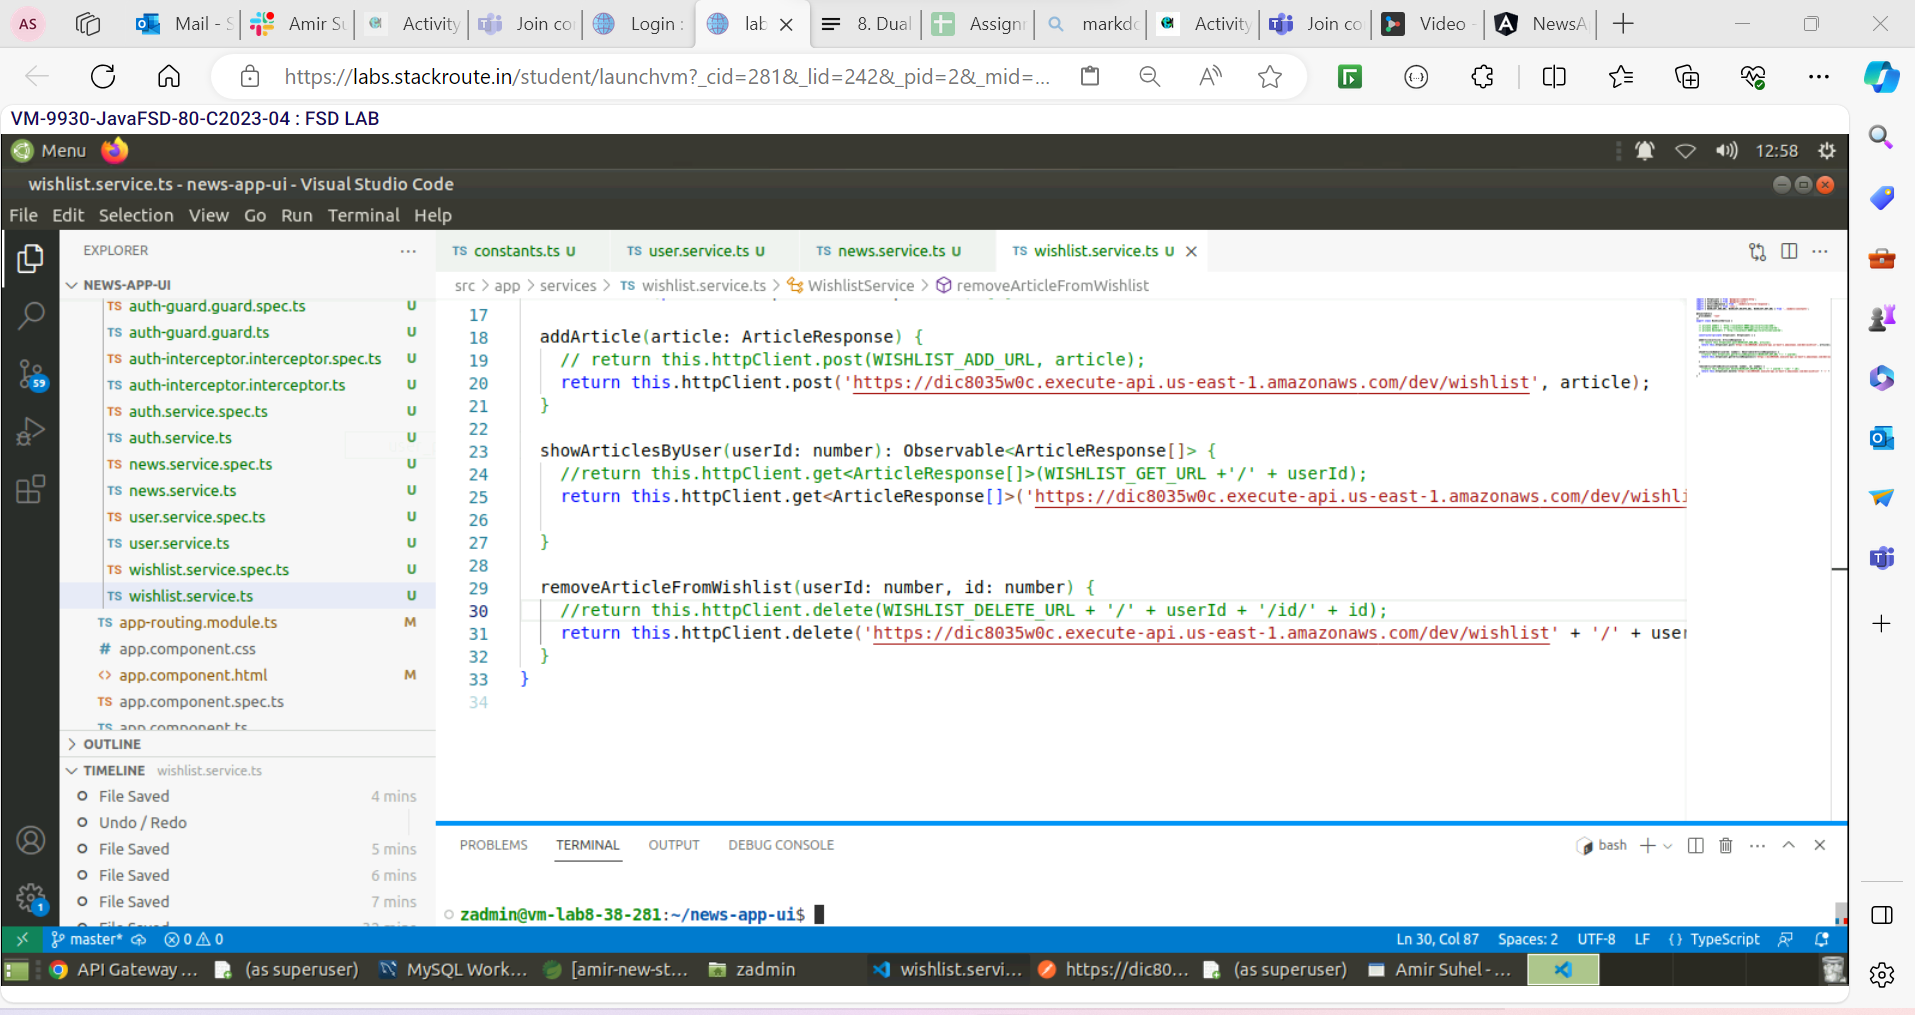 AS
Mail - S
Amir Su
Activity
Join co
Login :
lab
8. Dual
Assignm
markdo
Activity
Join co
Video -
NewsA
https://labs.stackroute.in/student/launchvm?_cid=281&_lid=242&_pid=2&_mid=...
VM-9930-JavaFSD-80-C2023-04 : FSD LAB
Menu
12:58
wishlist.service.ts - news-app-ui - Visual Studio Code
File Edit Selection View Go Run Terminal Help
EXPLORER
TS constants.ts U
TS user.service.ts U
TS news.service.ts U
TS wishlist.service.ts U
NEWS-APP-UI
src > app > services > TS wishlist.service.ts > WishlistService > removeArticleFromWishlist
TS auth-guard.guard.spec.ts U
TS auth-guard.guard.ts U
TS auth-interceptor.interceptor.spec.ts U
TS auth-interceptor.interceptor.ts U
TS auth.service.spec.ts U
TS auth.service.ts U
TS news.service.spec.ts U
TS news.service.ts U
TS user.service.spec.ts U
TS user.service.ts U
TS wishlist.service.spec.ts U
TS wishlist.service.ts U
TS app-routing.module.ts M
# app.component.css
<> app.component.html M
TS app.component.spec.ts
TS app.component.ts
OUTLINE
TIMELINE wishlist.service.ts
File Saved 4 mins
Undo / Redo
File Saved 5 mins
File Saved 6 mins
File Saved 7 mins
59
1
17
18 addArticle(article: ArticleResponse) {
19 // return this.httpClient.post(WISHLIST_ADD_URL, article);
20 return this.httpClient.post('https://dic8035w0c.execute-api.us-east-1.amazonaws.com/dev/wishlist', article);
21 }
22
23 showArticlesByUser(userId: number): Observable<ArticleResponse[]> {
24 //return this.httpClient.get<ArticleResponse[]>(WISHLIST_GET_URL +'/' + userId);
25 return this.httpClient.get<ArticleResponse[]>('https://dic8035w0c.execute-api.us-east-1.amazonaws.com/dev/wishli
26
27 }
28
29 removeArticleFromWishlist(userId: number, id: number) {
30 //return this.httpClient.delete(WISHLIST_DELETE_URL + '/' + userId + '/id/' + id);
31 return this.httpClient.delete('https://dic8035w0c.execute-api.us-east-1.amazonaws.com/dev/wishlist' + '/' + user
32 }
33 }
34
PROBLEMS TERMINAL OUTPUT DEBUG CONSOLE
bash
zadmin@vm-lab8-38-281:~/news-app-ui$
master* 0 0
Ln 30, Col 87 Spaces: 2 UTF-8 LF {} TypeScript
API Gateway ...
(as superuser)
MySQL Work...
[amir-new-st...
zadmin
wishlist.servi...
https://dic80...
(as superuser)
Amir Suhel - ...